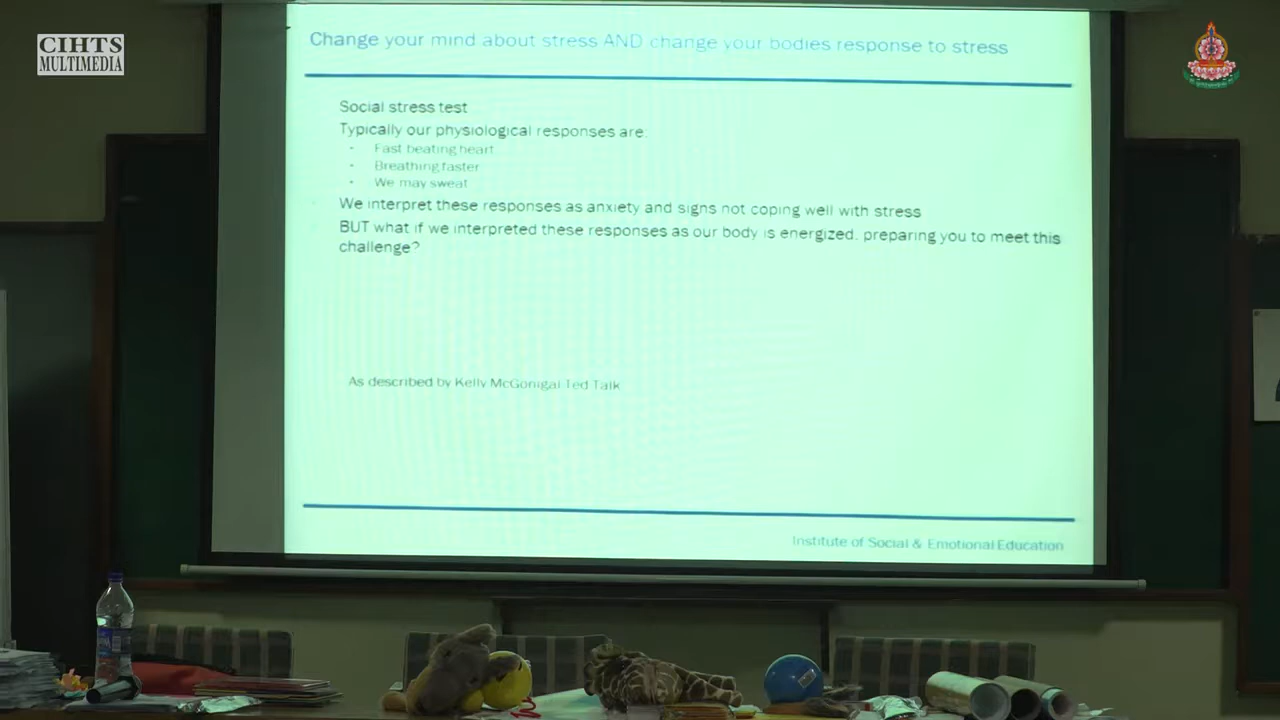 CIHTS
MULTIMEDIA
Change your mind about stress AND change your bodies response to stress
Social stress test
Typically our physiological responses are:
• Fast beating heart
• Breathing faster
• We may sweat
We interpret these responses as anxiety and signs not coping well with stress
BUT what if we interpreted these responses as our body is energized, preparing you to meet this
challenge?
As described by Kelly McGonigal Ted Talk
Institute of Social & Emotional Education